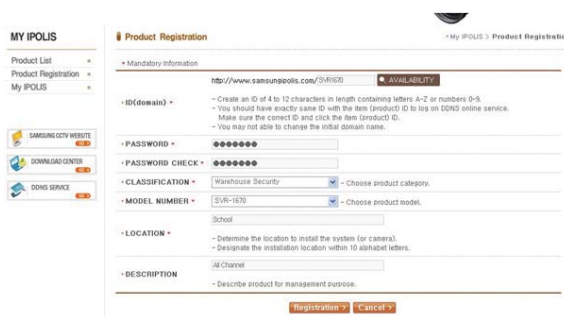 MY IPOLIS
Product List
Product Registration
My IPOLIS
SAMSUNG CCTV WEBSITE
GO
DOWNLOAD CENTER
GO
DDNS SERVICE
GO
Product Registration
My IPOLIS > Product Registratio
Mandatory Information
ID(domain) *
http://www.samsungipolis.com/ SVR1670 AVAILABILITY
- Create an ID of 4 to 12 characters in length containing letters A-Z or numbers 0-9.
- You should have exactly same ID with the item (product) ID to log on DDNS online service.
Make sure the correct ID and click the item (product) ID.
- You may not able to change the initial domain name.
PASSWORD *
PASSWORD CHECK *
CLASSIFICATION * Warehouse Security - Choose product category.
MODEL NUMBER * SVR-1670 - Choose product model.
LOCATION *
School
- Determine the location to install the system (or camera).
- Designate the installation location within 10 alphabet letters.
DESCRIPTION
All Channel
- Describe product for management purpose.
Registration > Cancel >